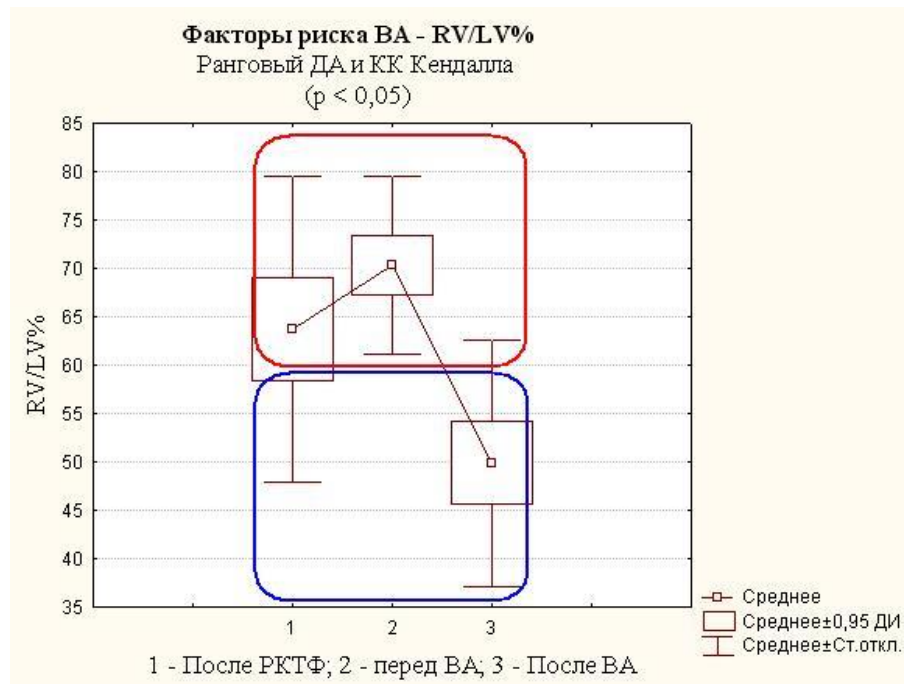 Факторы риска ВА - RV/LV%
Ранговый ДА и КК Кендалла
(p < 0,05)
85
80
75
70
65
60
55
50
45
40
35
RV/LV%
1 2 3
1 - После РКТФ; 2 - перед ВА; 3 - После ВА
Среднее
Среднее±0,95 ДИ
Среднее±Ст.откл.